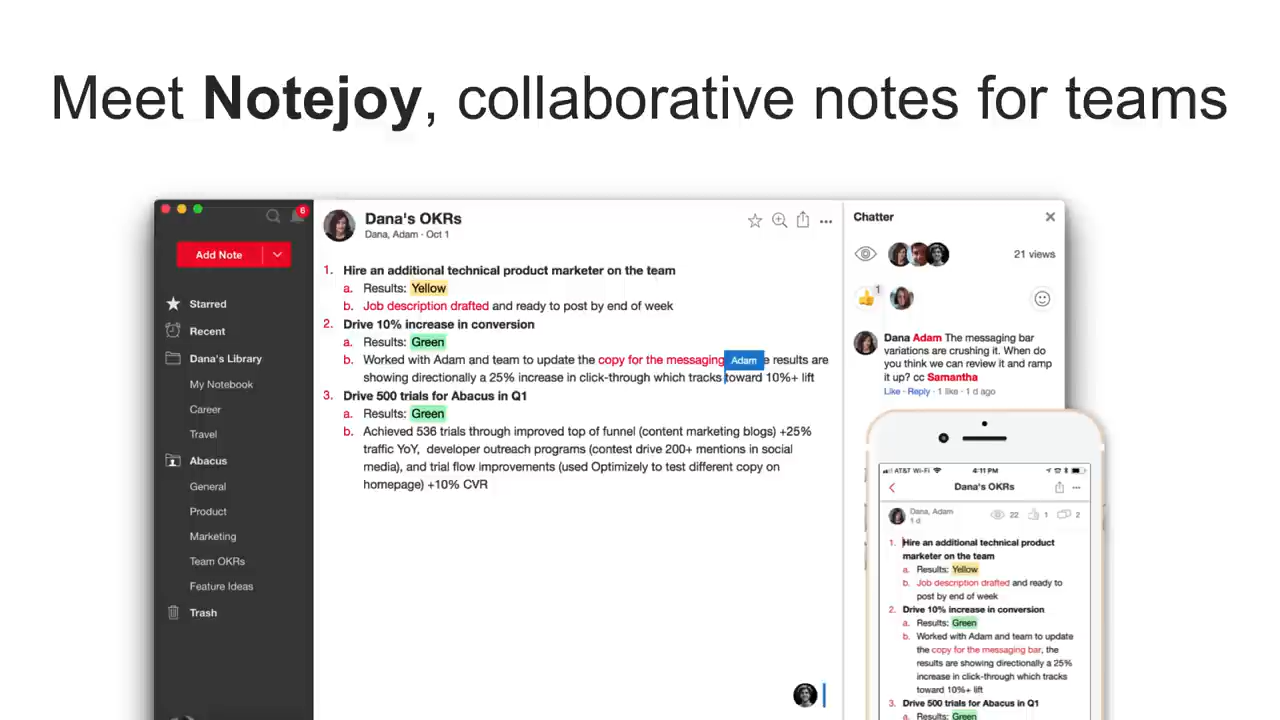 Meet Notejoy, collaborative notes for teams
6
Add Note
Starred
Recent
Dana's Library
My Notebook
Career
Travel
Abacus
General
Product
Marketing
Team OKRs
Feature Ideas
Trash
Dana's OKRs
Dana, Adam - Oct 1
1. Hire an additional technical product marketer on the team
a. Results: Yellow
b. Job description drafted and ready to post by end of week
2. Drive 10% increase in conversion
a. Results: Green
b. Worked with Adam and team to update the copy for the messaging Adam e results are
showing directionally a 25% increase in click-through which tracks toward 10%+ lift
3. Drive 500 trials for Abacus in Q1
a. Results: Green
b. Achieved 536 trials through improved top of funnel (content marketing blogs) +25%
traffic YoY, developer outreach programs (contest drive 200+ mentions in social
media), and trial flow improvements (used Optimizely to test different copy on
homepage) +10% CVR
Chatter
21 views
1
Dana Adam The messaging bar
variations are crushing it. When do
you think we can review it and ramp
it up? cc Samantha
Like - Reply - 1 like - 1 d ago
AT&T Wi-Fi 4:11 PM
Dana's OKRs
Dana, Adam
1 d
22 1 2
1. Hire an additional technical product
marketer on the team
a. Results: Yellow
b. Job description drafted and ready to
post by end of week
2. Drive 10% increase in conversion
a. Results: Green
b. Worked with Adam and team to update
the copy for the messaging bar, the
results are showing directionally a 25%
increase in click-through which tracks
toward 10%+ lift
3. Drive 500 trials for Abacus in Q1
a. Results: Green